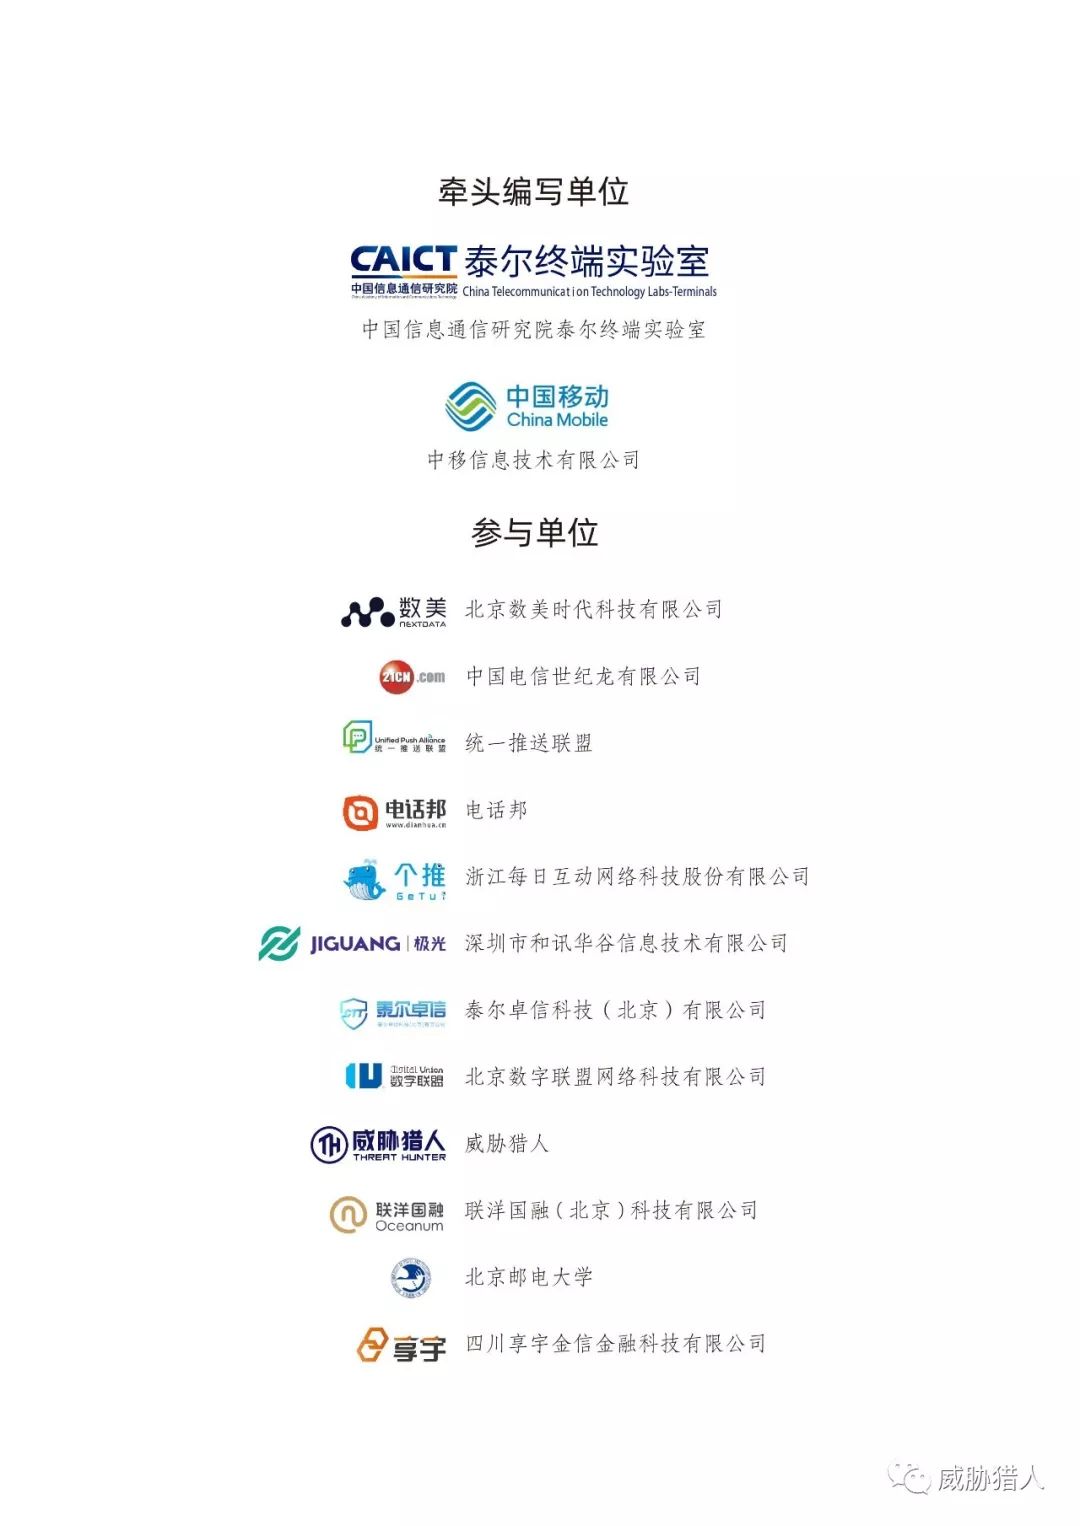 牵头编写单位
CAICT 泰尔终端实验室
中国信息通信研究院 China Telecommunication Technology Labs-Terminals
中国信息通信研究院泰尔终端实验室
中国移动
China Mobile
中移信息技术有限公司
参与单位
数美 北京数美时代科技有限公司
NEXTDATA
21CN.com 中国电信世纪龙有限公司
Unified Push Alliance
统一推送联盟 统一推送联盟
电话邦 电话邦
www.dianhua.cn
个推 浙江每日互动网络科技股份有限公司
GeTui
JIGUANG 极光 深圳市和讯华谷信息技术有限公司
CTT 泰尔卓信 泰尔卓信科技（北京）有限公司
Digital Union
数字联盟 北京数字联盟网络科技有限公司
TH 威胁猎人 威胁猎人
THREAT HUNTER
联洋国融 联洋国融（北京）科技有限公司
Oceanum
北京邮电大学
享宇 四川享宇金信金融科技有限公司
威胁猎人